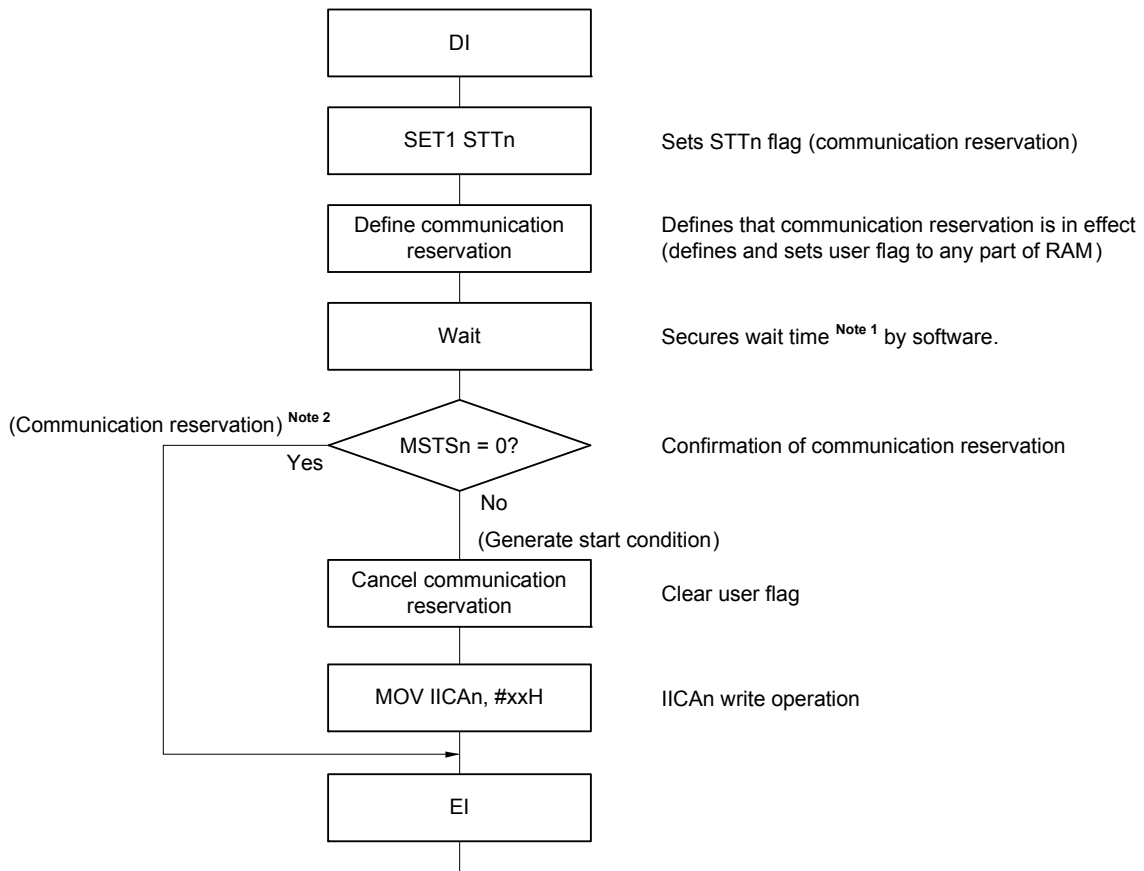 DI
SET1 STTn
Sets STTn flag (communication reservation)
Define communication
reservation
Defines that communication reservation is in effect
(defines and sets user flag to any part of RAM)
Wait
Secures wait time Note 1 by software.
(Communication reservation) Note 2
MSTSn = 0?
Confirmation of communication reservation
Yes
No
(Generate start condition)
Cancel communication
reservation
Clear user flag
MOV IICAn, #xxH
IICAn write operation
EI